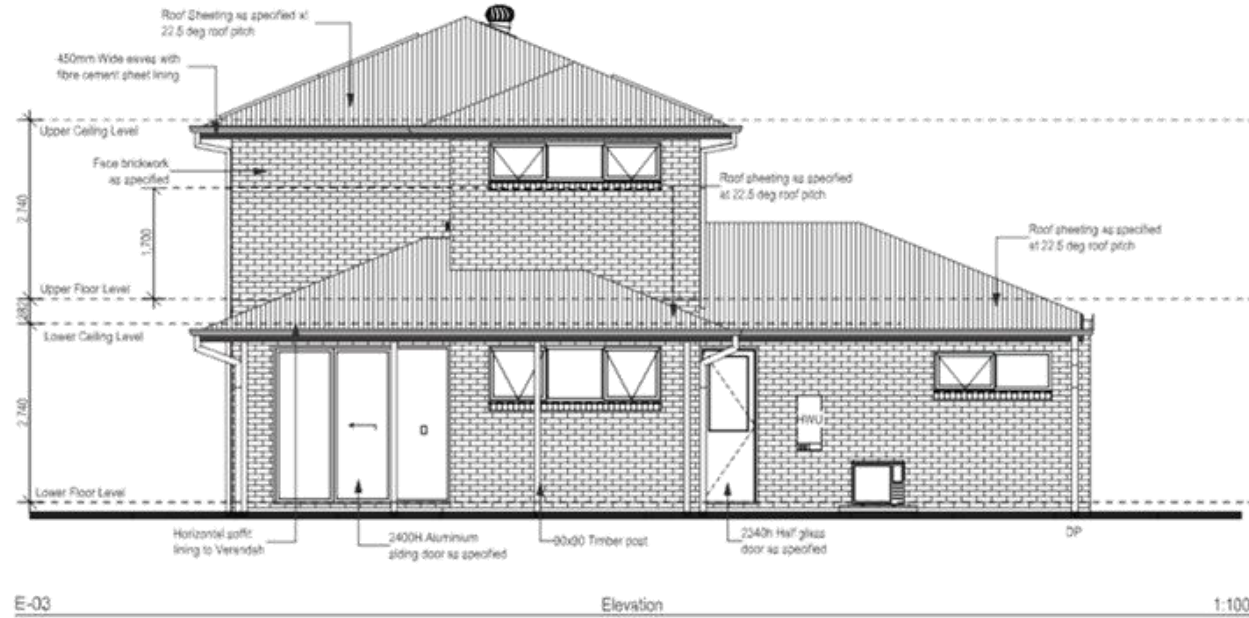 Roof Sheeting as specified at
22.5 deg roof pitch
450mm Wide eaves with
fibre cement sheet lining
Upper Ceiling Level
Face brickwork
as specified
Roof sheeting as specified
at 22.5 deg roof pitch
2,740
1,700
Roof sheeting as specified
at 22.5 deg roof pitch
Upper Floor Level
282
Lower Ceiling Level
2,740
HWU
Lower Floor Level
Horizontal soffit
lining to Verandah
2400H Aluminium
sliding door as specified
90x90 Timber post
2340h Half glass
door as specified
DP
E-03
Elevation
1:100